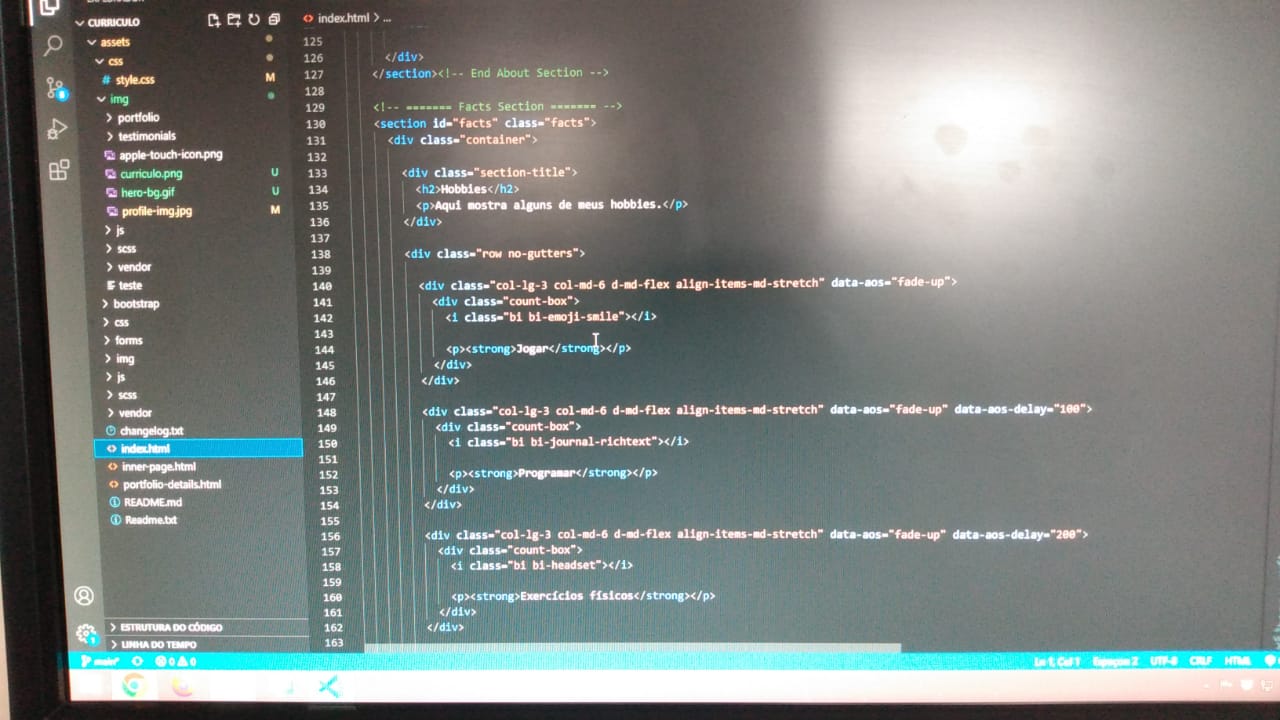 CURRICULO
assets
css
# style.css M
img
portfolio
testimonials
apple-touch-icon.png
curriculo.png U
hero-bg.gif U
profile-img.jpg M
js
scss
vendor
teste
bootstrap
css
forms
img
js
scss
vendor
changelog.txt
index.html
inner-page.html
portfolio-details.html
README.md
Readme.txt
ESTRUTURA DO CÓDIGO
LINHA DO TEMPO
index.html > ...
125
126 </div>
127 </section><!-- End About Section -->
128
129 <!-- ======= Facts Section ======= -->
130 <section id="facts" class="facts">
131 <div class="container">
132
133 <div class="section-title">
134 <h2>Hobbies</h2>
135 <p>Aqui mostra alguns de meus hobbies.</p>
136 </div>
137
138 <div class="row no-gutters">
139
140 <div class="col-lg-3 col-md-6 d-md-flex align-items-md-stretch" data-aos="fade-up">
141 <div class="count-box">
142 <i class="bi bi-emoji-smile"></i>
143
144 <p><strong>Jogar</strong></p>
145 </div>
146 </div>
147
148 <div class="col-lg-3 col-md-6 d-md-flex align-items-md-stretch" data-aos="fade-up" data-aos-delay="100">
149 <div class="count-box">
150 <i class="bi bi-journal-richtext"></i>
151
152 <p><strong>Programar</strong></p>
153 </div>
154 </div>
155
156 <div class="col-lg-3 col-md-6 d-md-flex align-items-md-stretch" data-aos="fade-up" data-aos-delay="200">
157 <div class="count-box">
158 <i class="bi bi-headset"></i>
159
160 <p><strong>Exercícios físicos</strong></p>
161 </div>
162 </div>
163
main* 0 0 Ln 1, Col 1 Espaços: 2 UTF-8 CRLF HTML